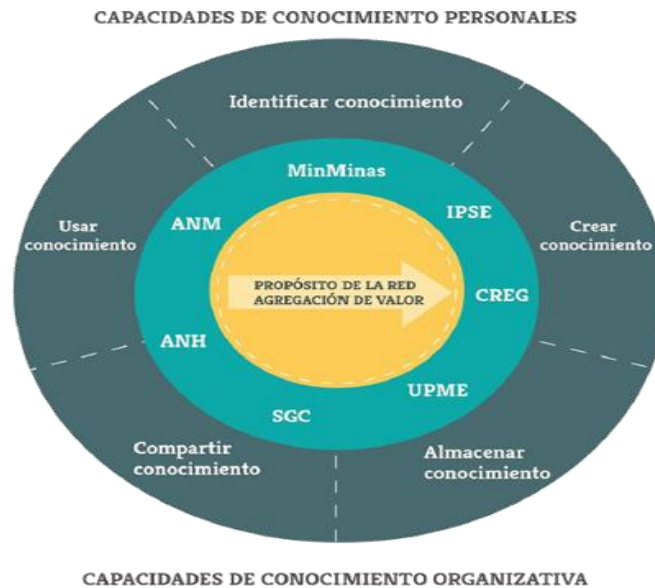 CAPACIDADES DE CONOCIMIENTO PERSONALES
Identificar conocimiento
MinMinas
IPSE
ANM
Usar
conocimiento
Crear
conocimiento
PROPÓSITO DE LA RED
AGREGACIÓN DE VALOR
CREG
ANH
UPME
SGC
Compartir
conocimiento
Almacenar
conocimiento
CAPACIDADES DE CONOCIMIENTO ORGANIZATIVA